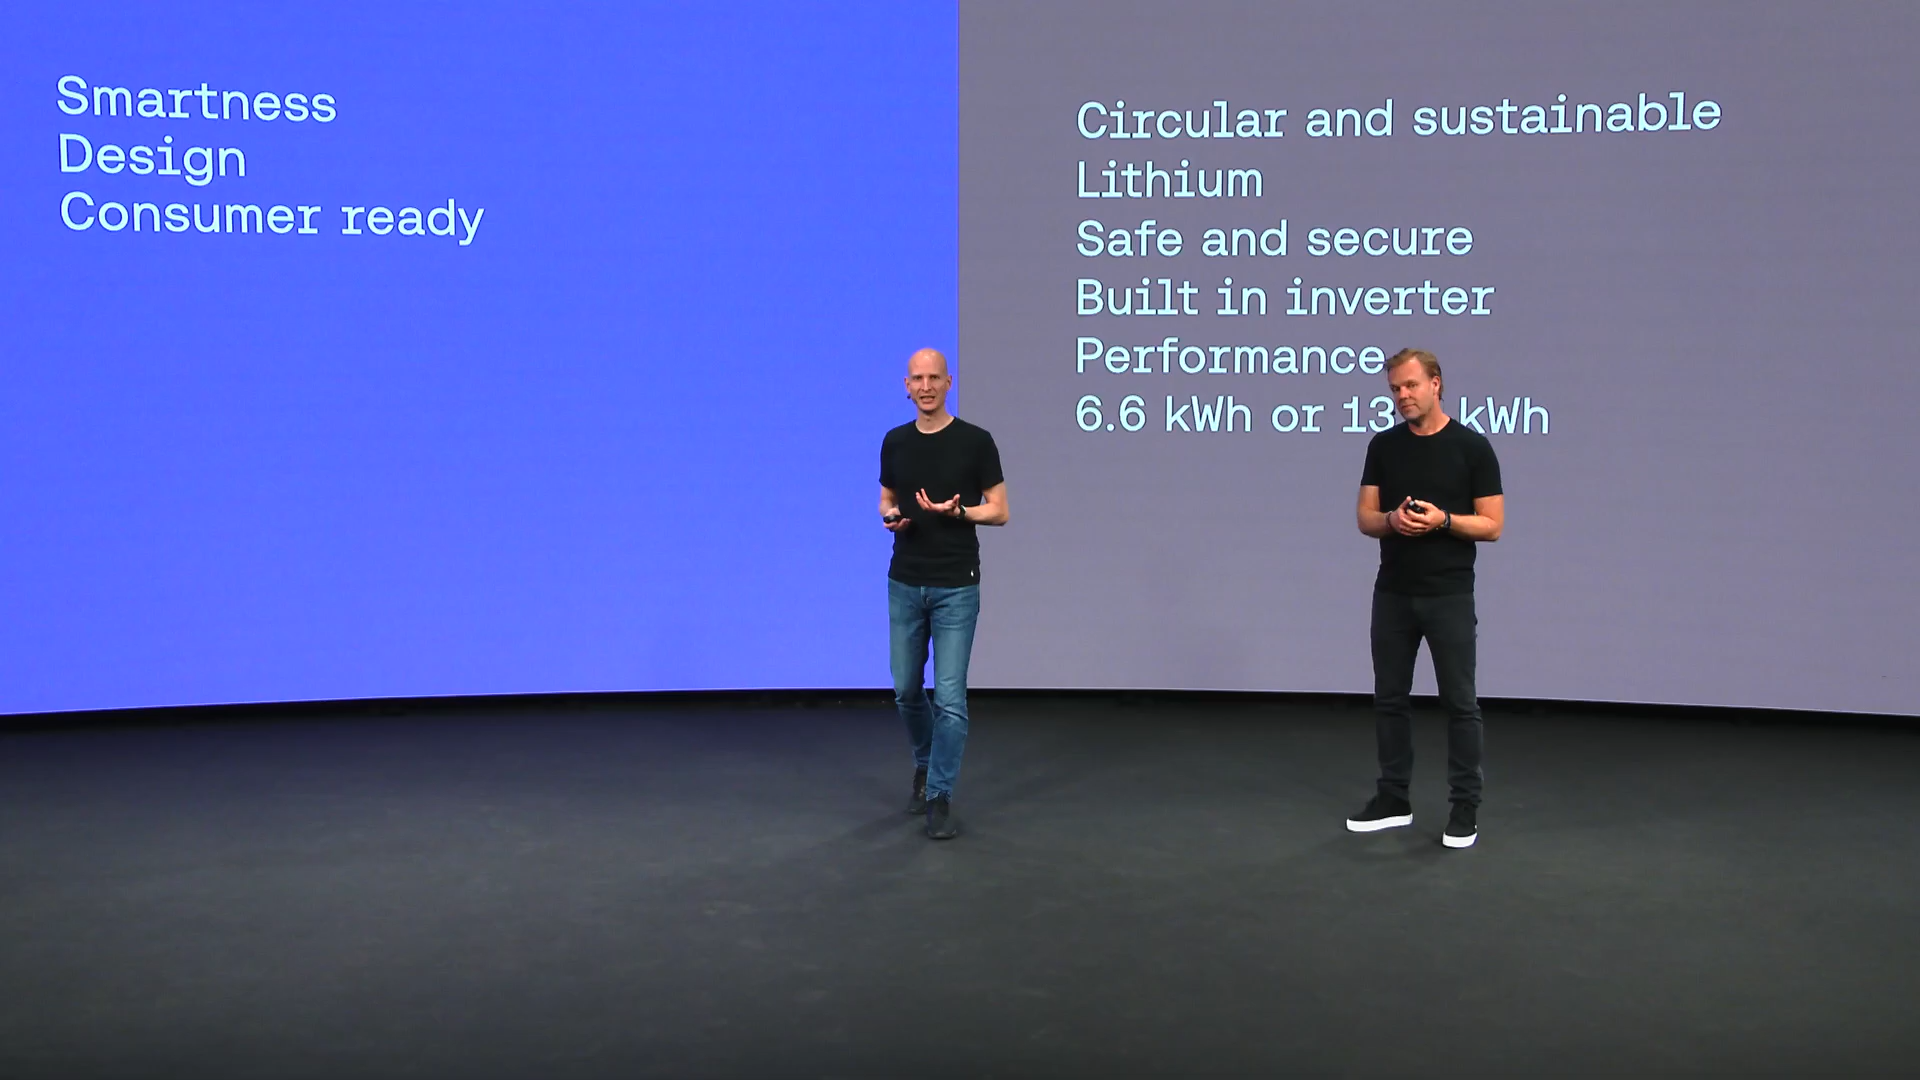 Smartness
Design
Consumer ready
Circular and sustainable
Lithium
Safe and secure
Built in inverter
Performance
6.6 kWh or kWh